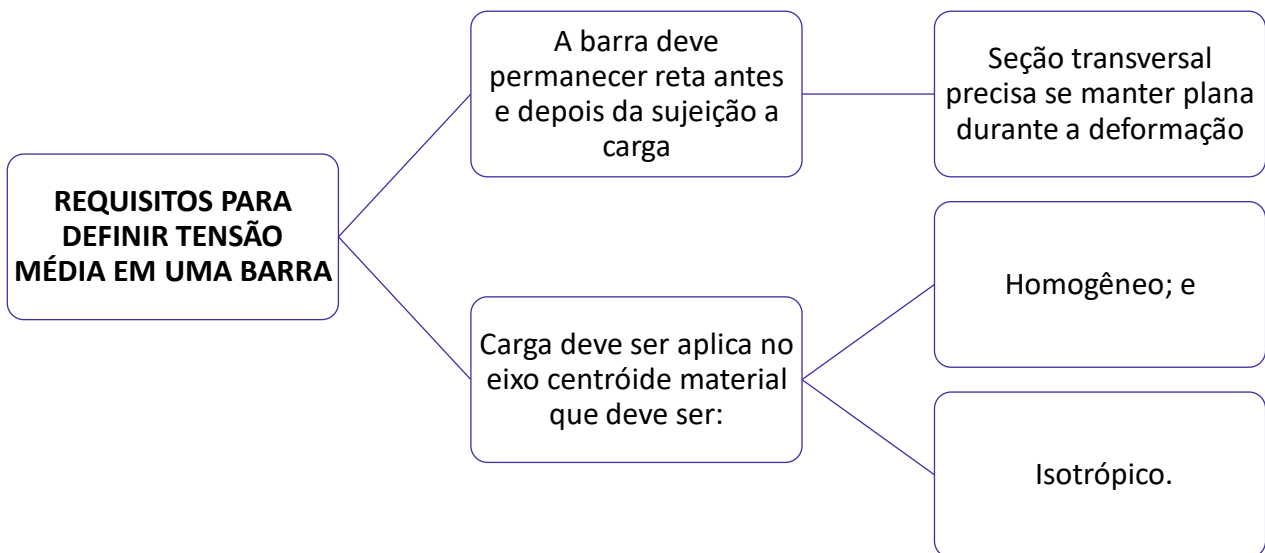 REQUISITOS PARA
DEFINIR TENSÃO
MÉDIA EM UMA BARRA
A barra deve
permanecer reta antes
e depois da sujeição a
carga
Seção transversal
precisa se manter plana
durante a deformação
Carga deve ser aplica no
eixo centróide material
que deve ser:
Homogêneo; e
Isotrópico.